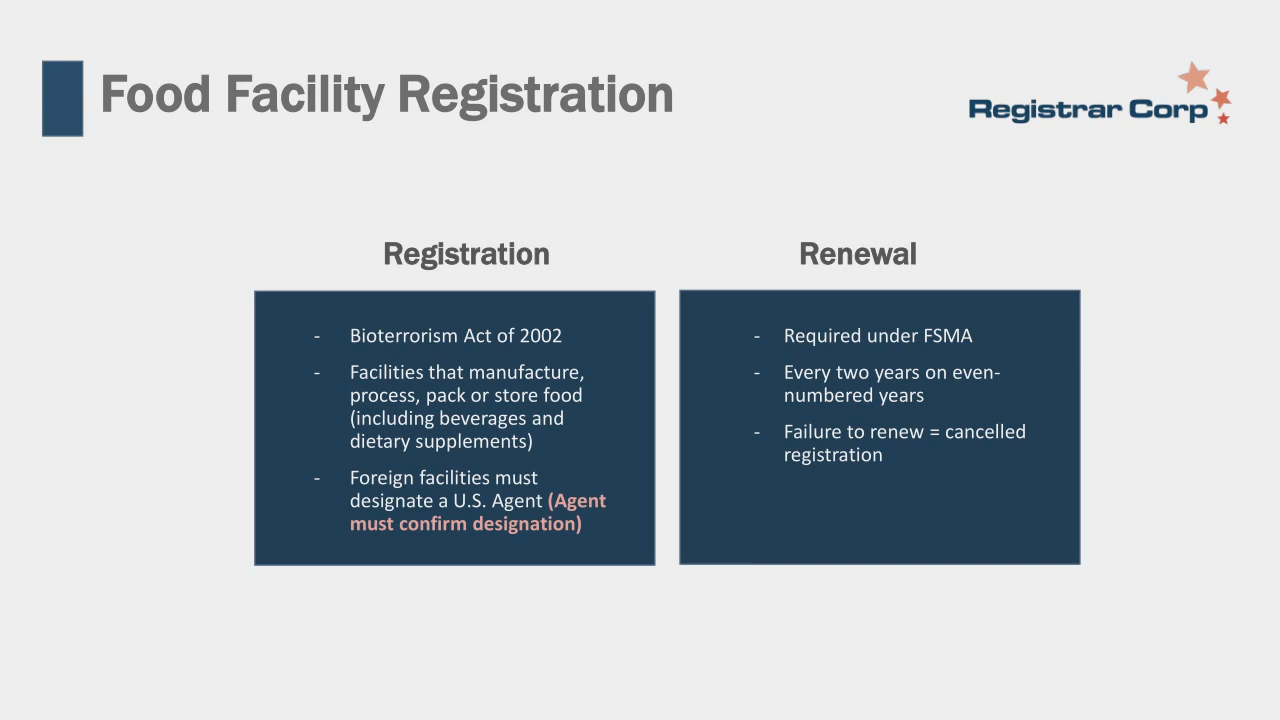 Food Facility Registration
Registrar Corp
Registration
- Bioterrorism Act of 2002
- Facilities that manufacture,
process, pack or store food
(including beverages and
dietary supplements)
- Foreign facilities must
designate a U.S. Agent (Agent
must confirm designation)
Renewal
- Required under FSMA
- Every two years on even-
numbered years
- Failure to renew = cancelled
registration